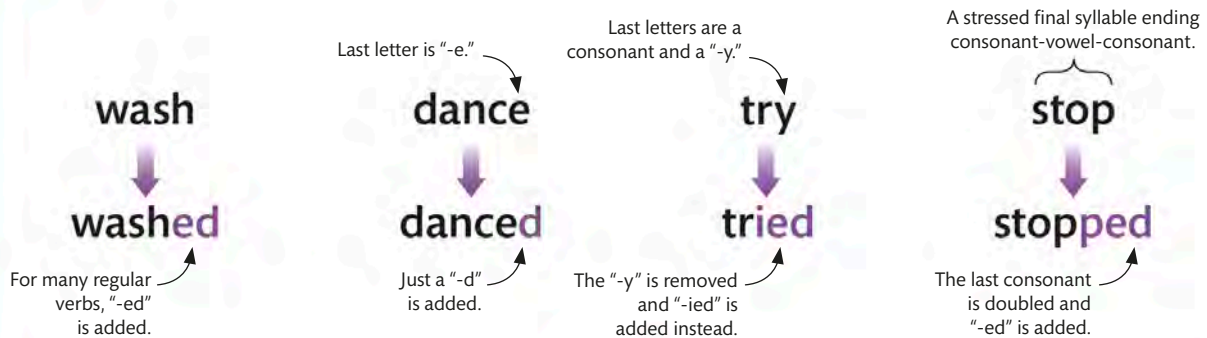 wash
washed
For many regular
verbs, “-ed”
is added.
Last letter is “-e.”
dance
danced
Just a “-d”
is added.
Last letters are a
consonant and a “-y.”
try
tried
The “-y” is removed
and “-ied” is
added instead.
A stressed final syllable ending
consonant-vowel-consonant.
stop
stopped
The last consonant
is doubled and
“-ed” is added.